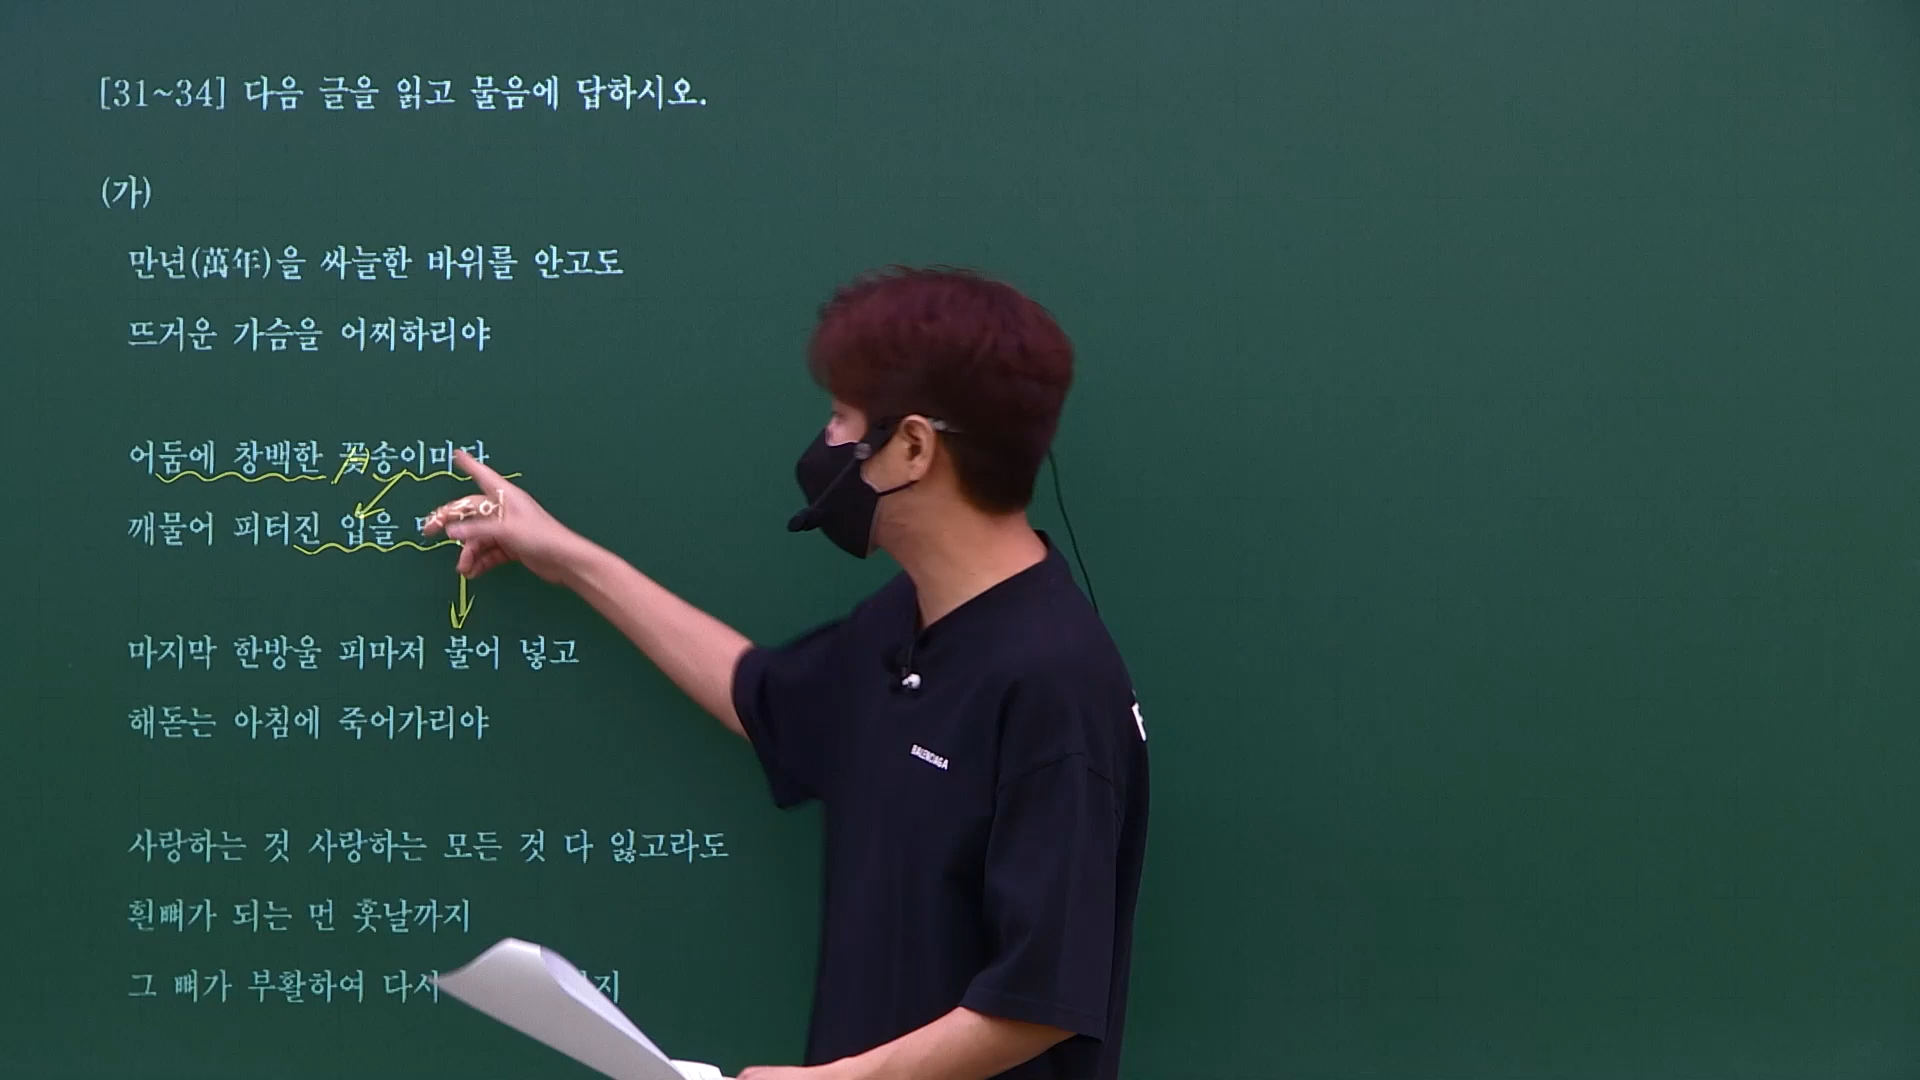 [31~34] 다음 글을 읽고 물음에 답하시오.
(가)
만년(萬年)을 싸늘한 바위를 안고도
뜨거운 가슴을 어찌하리야
어둠에 창백한 꽃송이마다
깨물어 피터진 입을 맞추어
마지막 한방울 피마저 불어 넣고
해돋는 아침에 죽어가리야
사랑하는 것 사랑하는 모든 것 다 잃고라도
흰뼈가 되는 먼 훗날까지
그 뼈가 부활하여 다시
BALENCIAGA